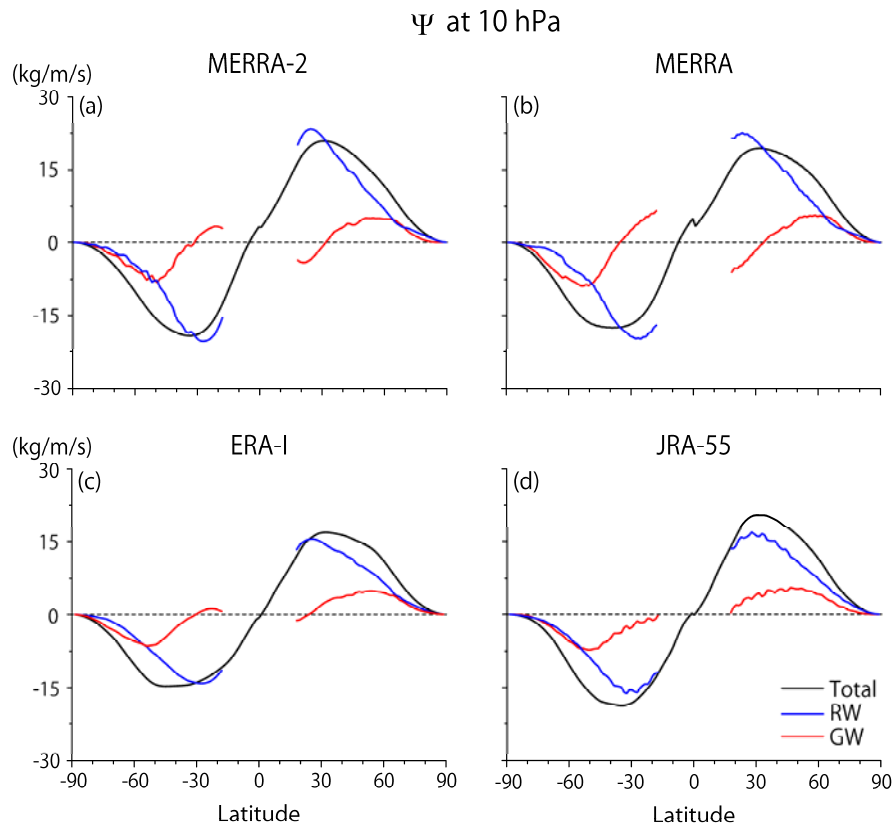 Ψ at 10 hPa
MERRA-2 MERRA
(kg/m/s)
30
15
0
-15
-30
(a)
(b)
ERA-I JRA-55
(kg/m/s)
30
15
0
-15
-30
(c)
(d)
Total
RW
GW
-90 -60 -30 0 30 60 90
-90 -60 -30 0 30 60 90
Latitude Latitude